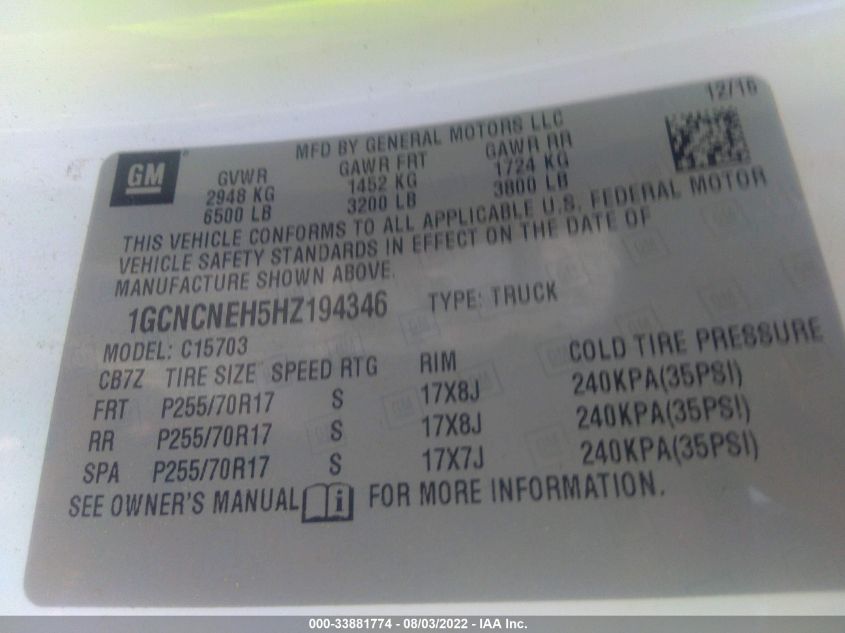 12/16
MFD BY GENERAL MOTORS LLC
GM ® GVWR GAWR FRT GAWR RR
2948 KG 1452 KG 1724 KG
6500 LB 3200 LB 3800 LB
THIS VEHICLE CONFORMS TO ALL APPLICABLE U.S. FEDERAL MOTOR
VEHICLE SAFETY STANDARDS IN EFFECT ON THE DATE OF
MANUFACTURE SHOWN ABOVE.
1GCNCNEH5HZ194346 TYPE: TRUCK
MODEL: C15703
CB7Z TIRE SIZE SPEED RTG RIM COLD TIRE PRESSURE
FRT P255/70R17 S 17X8J 240KPA(35PSI)
RR P255/70R17 S 17X8J 240KPA(35PSI)
SPA P255/70R17 S 17X7J 240KPA(35PSI)
SEE OWNER'S MANUAL i FOR MORE INFORMATION.
000-33881774 - 08/03/2022 - IAA Inc.